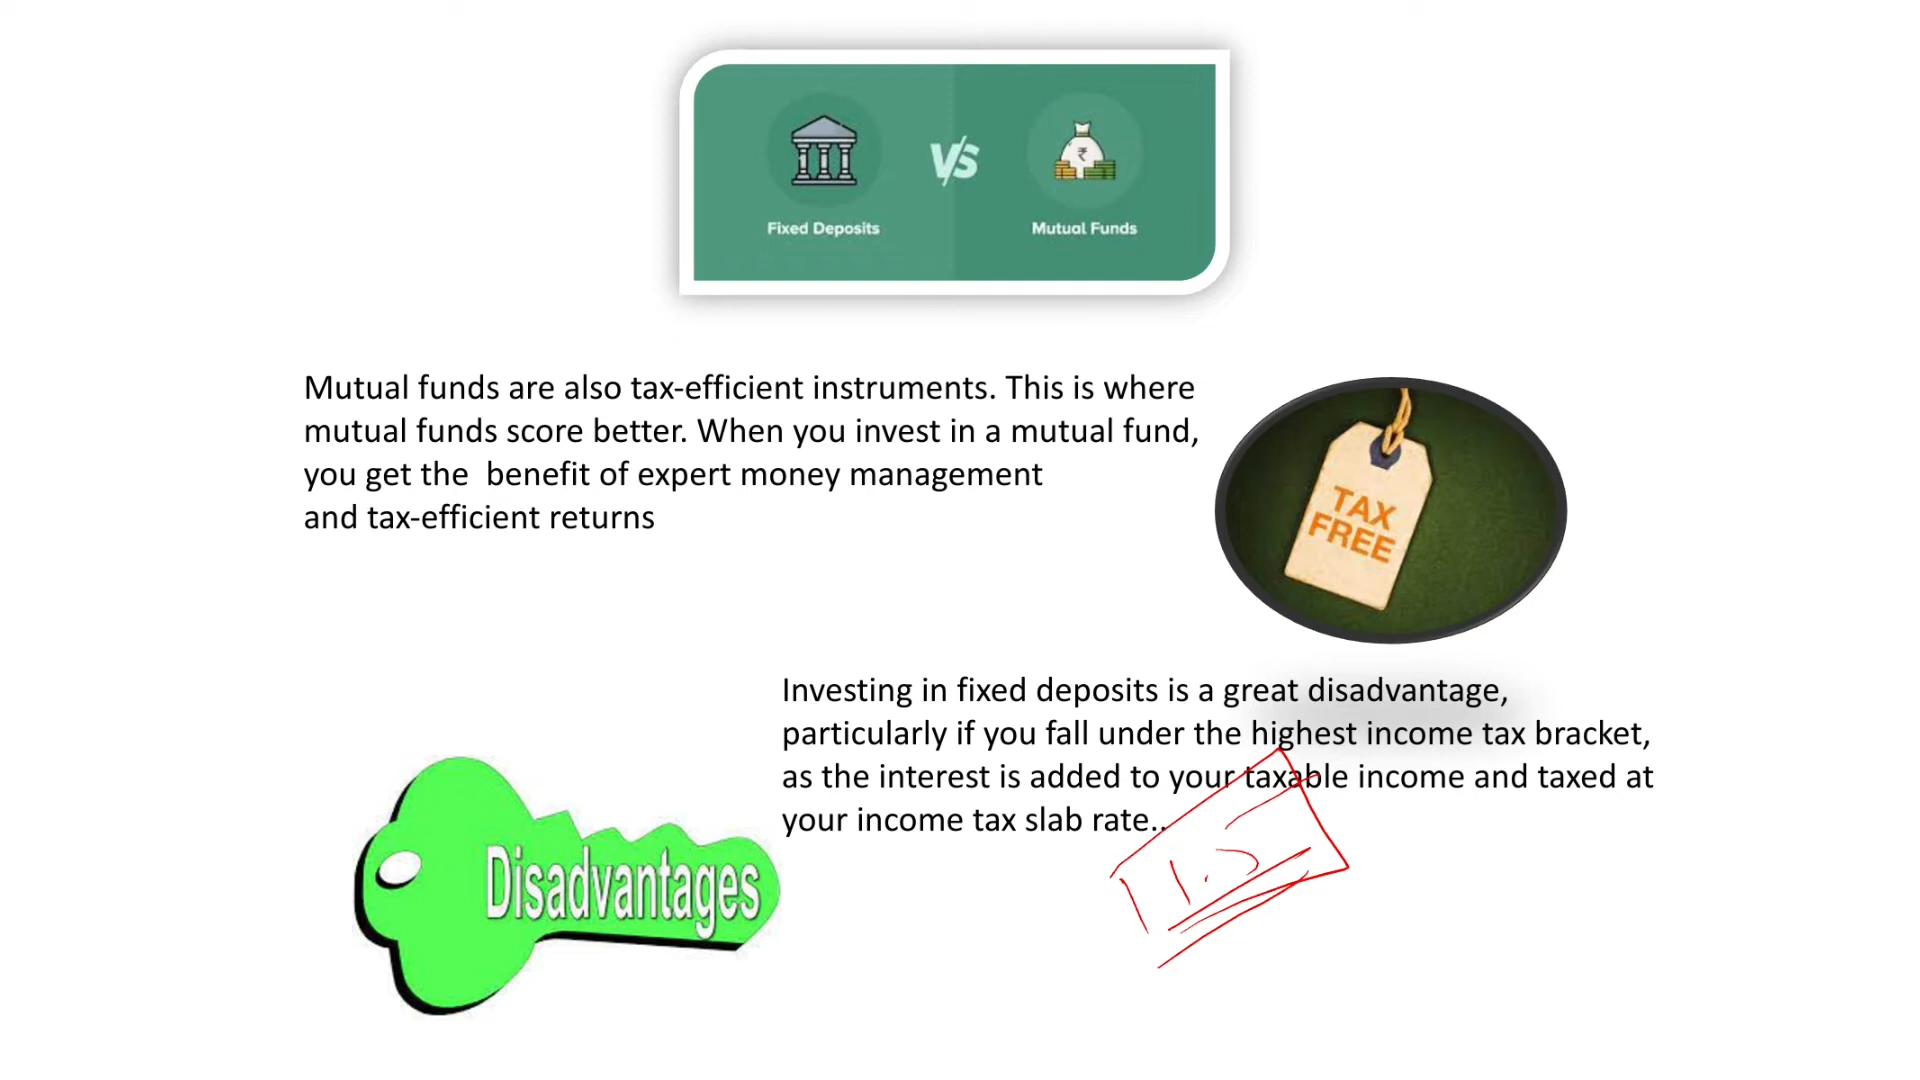 VS
Fixed Deposits
Mutual Funds
Mutual funds are also tax-efficient instruments. This is where
mutual funds score better. When you invest in a mutual fund,
you get the  benefit of expert money management
and tax-efficient returns
TAX
FREE
Investing in fixed deposits is a great disadvantage,
particularly if you fall under the highest income tax bracket,
as the interest is added to your taxable income and taxed at
your income tax slab rate..
Disadvantages